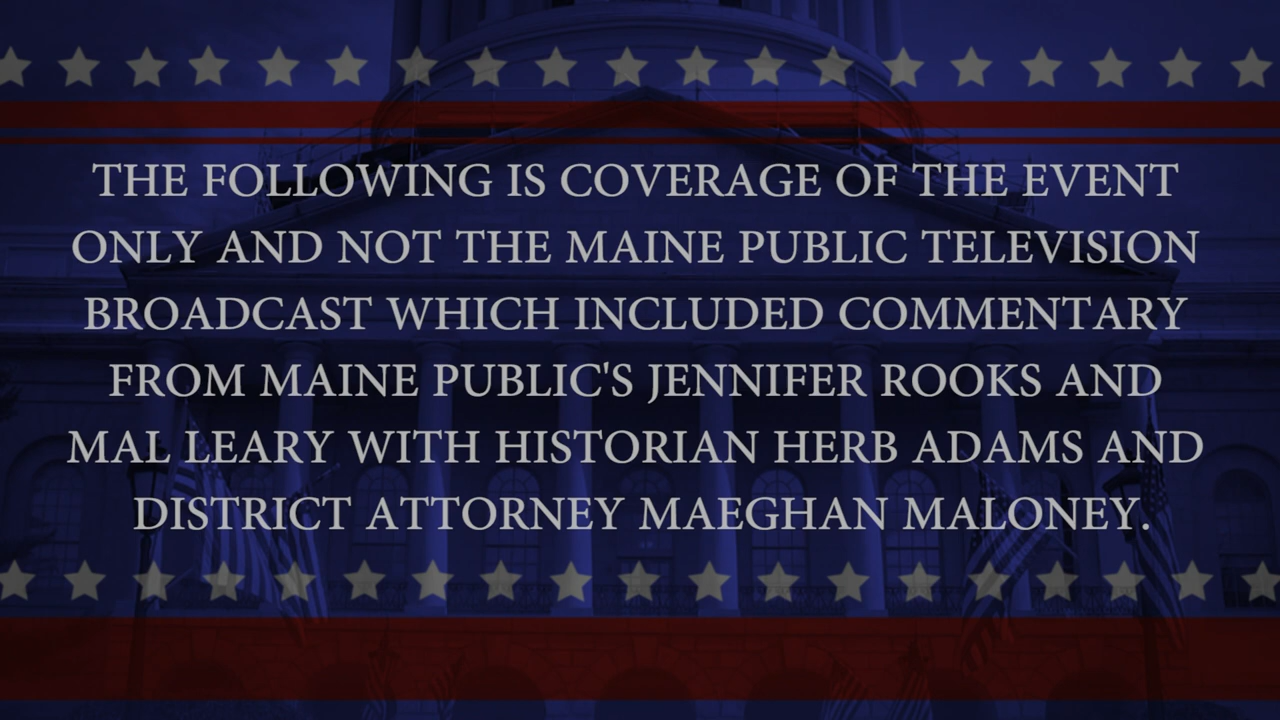 THE FOLLOWING IS COVERAGE OF THE EVENT
ONLY AND NOT THE MAINE PUBLIC TELEVISION
BROADCAST WHICH INCLUDED COMMENTARY
FROM MAINE PUBLIC'S JENNIFER ROOKS AND
MAL LEARY WITH HISTORIAN HERB ADAMS AND
DISTRICT ATTORNEY MAEGHAN MALONEY.